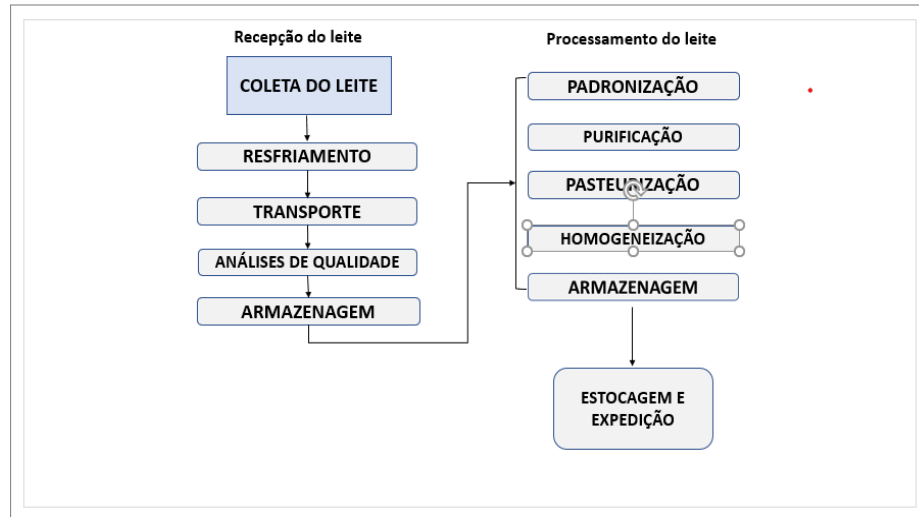 Recepção do leite
COLETA DO LEITE
RESFRIAMENTO
TRANSPORTE
ANÁLISES DE QUALIDADE
ARMAZENAGEM
Processamento do leite
PADRONIZAÇÃO
PURIFICAÇÃO
PASTEURIZAÇÃO
HOMOGENEIZAÇÃO
ARMAZENAGEM
ESTOCAGEM E
EXPEDIÇÃO